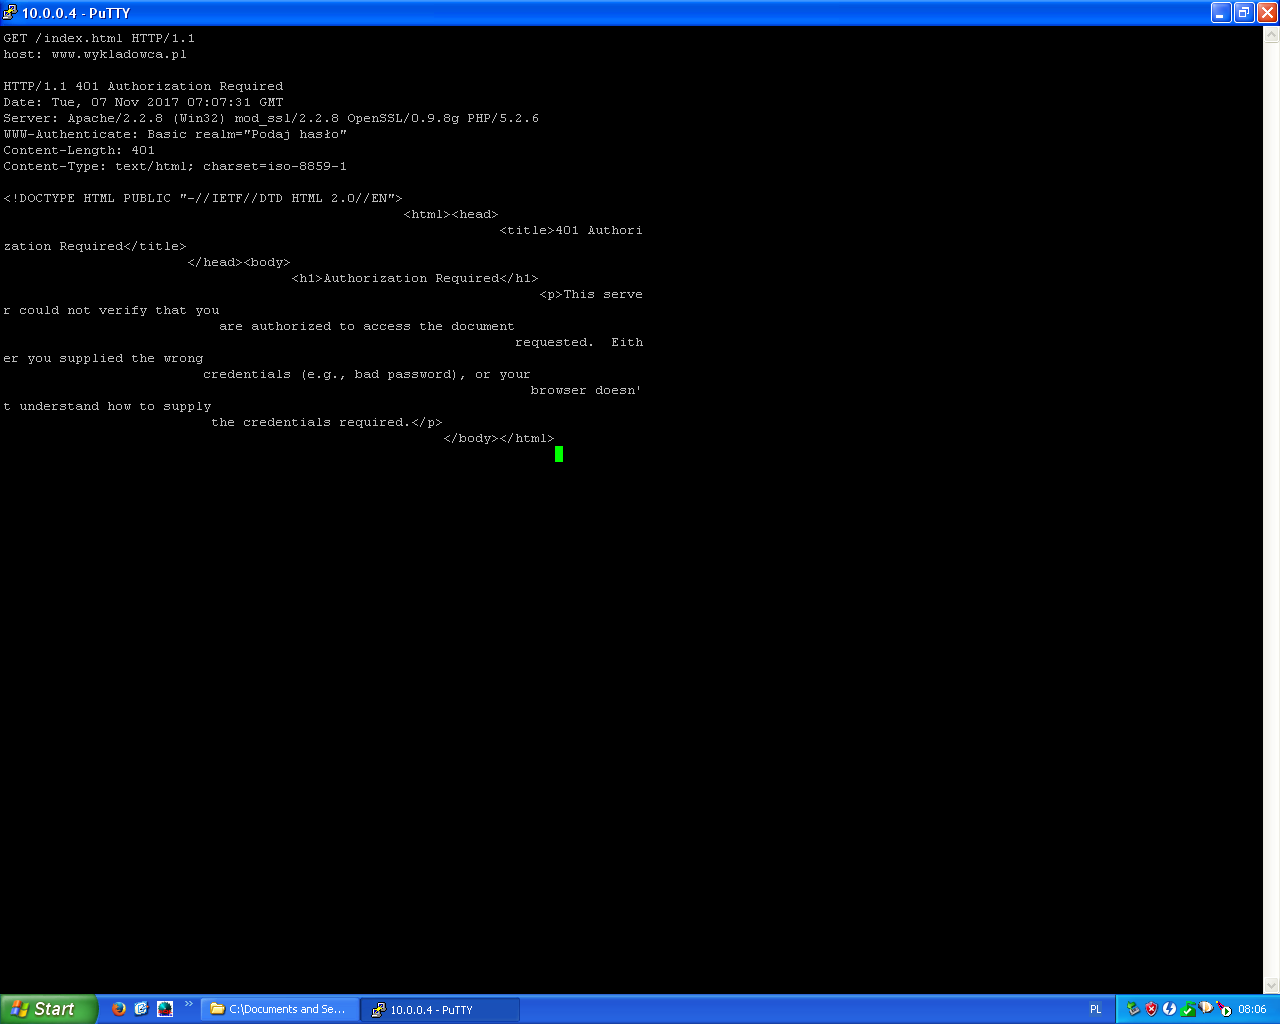 10.0.0.4 - PuTTY
GET /index.html HTTP/1.1
host: www.wykladowca.pl
HTTP/1.1 401 Authorization Required
Date: Tue, 07 Nov 2017 07:07:31 GMT
Server: Apache/2.2.8 (Win32) mod_ssl/2.2.8 OpenSSL/0.9.8g PHP/5.2.6
WWW-Authenticate: Basic realm="Podaj hasło"
Content-Length: 401
Content-Type: text/html; charset=iso-8859-1
<!DOCTYPE HTML PUBLIC "-//IETF//DTD HTML 2.0//EN">
<html><head>
<title>401 Authori
zation Required</title>
</head><body>
<h1>Authorization Required</h1>
<p>This serve
r could not verify that you
are authorized to access the document
requested.  Eith
er you supplied the wrong
credentials (e.g., bad password), or your
browser doesn'
t understand how to supply
the credentials required.</p>
</body></html>
Start
C:\Documents and Se...
10.0.0.4 - PuTTY
PL
08:06